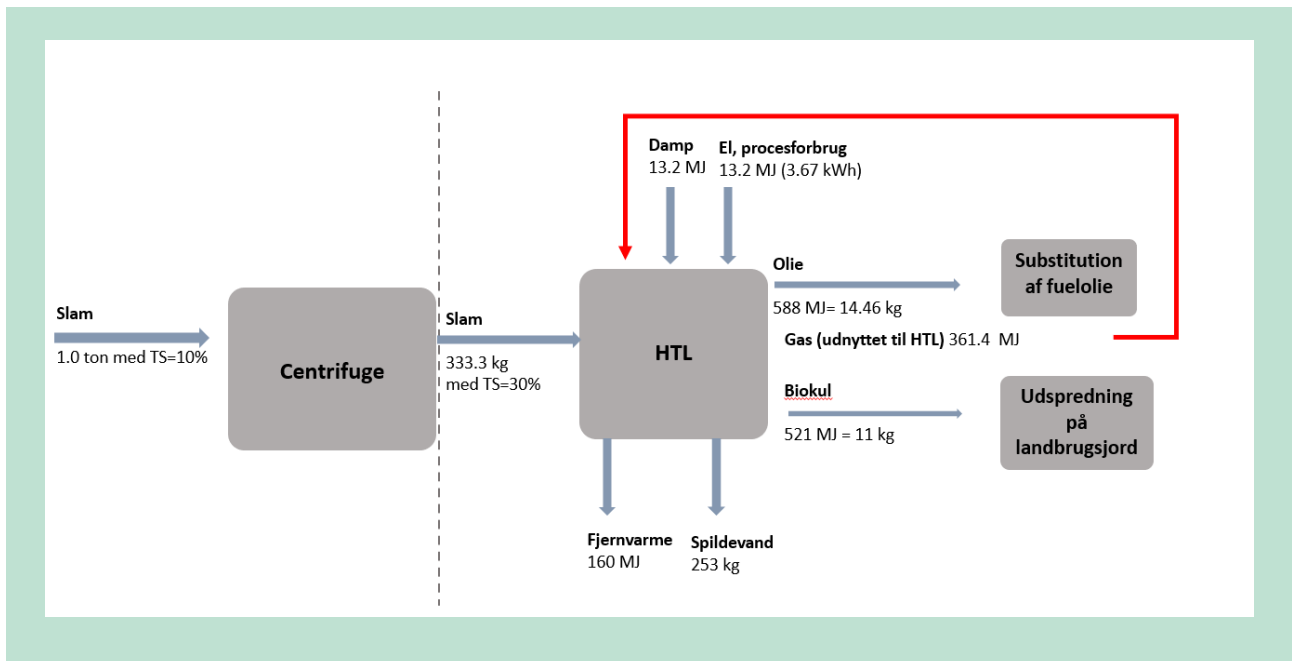 Damp
13.2 MJ
El, procesforbrug
13.2 MJ (3.67 kWh)
Slam
1.0 ton med TS=10%
Centrifuge
Slam
333.3 kg
med TS=30%
HTL
Olie
588 MJ= 14.46 kg
Substitution
af fuelolie
Gas (udnyttet til HTL) 361.4 MJ
Biokul
521 MJ = 11 kg
Udspredning
på
landbrugsjord
Fjernvarme
160 MJ
Spildevand
253 kg